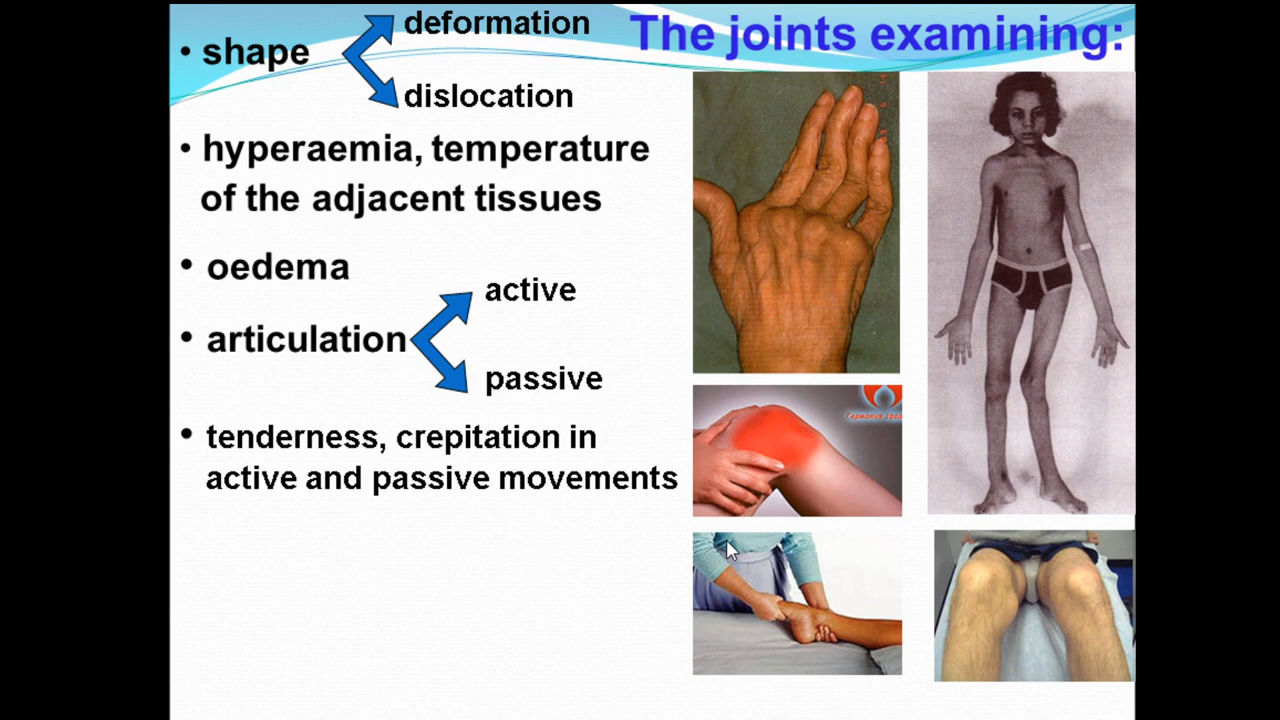 The joints examining:
• shape
deformation
dislocation
• hyperaemia, temperature
of the adjacent tissues
• oedema
• articulation
active
passive
• tenderness, crepitation in
active and passive movements